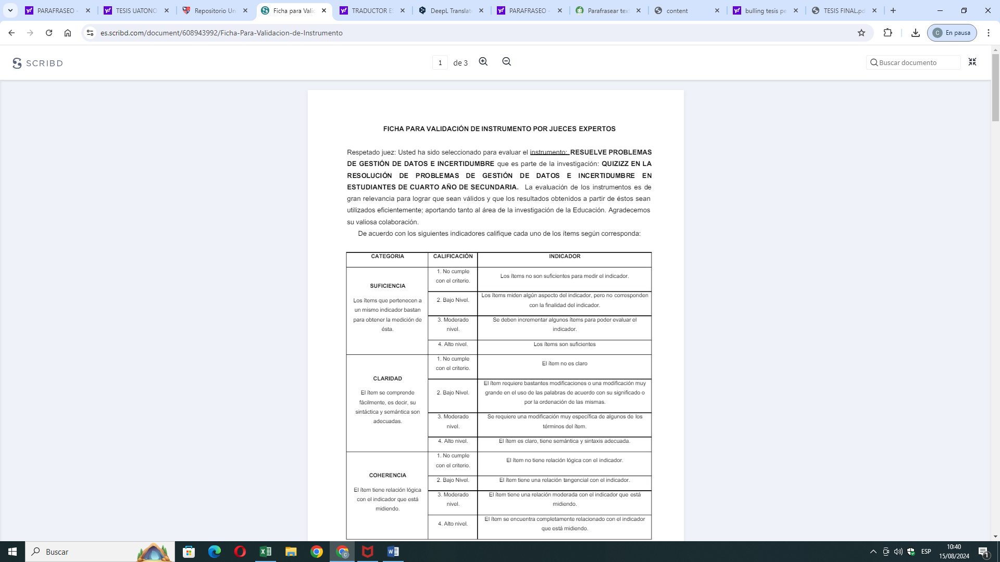 PARAFRASEO -
TESIS UATONO
Repositorio Un
Ficha para Valid
TRADUCTOR ES
DeepL Translate
PARAFRASEO -
Parafrasear tex
content
bulling tesis pe
TESIS FINAL.pd
es.scribd.com/document/608943992/Ficha-Para-Validacion-de-Instrumento
C En pausa
SCRIBD
1 de 3
Buscar documento
FICHA PARA VALIDACIÓN DE INSTRUMENTO POR JUECES EXPERTOS
Respetado juez: Usted ha sido seleccionado para evaluar el instrumento: RESUELVE PROBLEMAS
DE GESTIÓN DE DATOS E INCERTIDUMBRE que es parte de la investigación: QUIZIZZ EN LA
RESOLUCIÓN DE PROBLEMAS DE GESTIÓN DE DATOS E INCERTIDUMBRE EN
ESTUDIANTES DE CUARTO AÑO DE SECUNDARIA. La evaluación de los instrumentos es de
gran relevancia para lograr que sean válidos y que los resultados obtenidos a partir de éstos sean
utilizados eficientemente; aportando tanto al área de la investigación de la Educación. Agradecemos
su valiosa colaboración.
De acuerdo con los siguientes indicadores califique cada uno de los ítems según corresponda:
CATEGORIA
CALIFICACIÓN
INDICADOR
SUFICIENCIA
Los ítems que pertenecen a
un mismo indicador bastan
para obtener la medición de
ésta.
1. No cumple
con el criterio.
Los ítems no son suficientes para medir el indicador.
2. Bajo Nivel.
Los ítems miden algún aspecto del indicador, pero no corresponden
con la finalidad del indicador.
3. Moderado
nivel.
Se deben incrementar algunos ítems para poder evaluar el
indicador.
4. Alto nivel.
Los ítems son suficientes
CLARIDAD
El ítem se comprende
fácilmente, es decir, su
sintáctica y semántica son
adecuadas.
1. No cumple
con el criterio.
El ítem no es claro
2. Bajo Nivel.
El ítem requiere bastantes modificaciones o una modificación muy
grande en el uso de las palabras de acuerdo con su significado o
por la ordenación de las mismas.
3. Moderado
nivel.
Se requiere una modificación muy específica de algunos de los
términos del ítem.
4. Alto nivel.
El ítem es claro, tiene semántica y sintaxis adecuada.
COHERENCIA
El ítem tiene relación lógica
con el indicador que está
midiendo.
1. No cumple
con el criterio.
El ítem no tiene relación lógica con el indicador.
2. Bajo Nivel.
El ítem tiene una relación tangencial con el indicador.
3. Moderado
nivel.
El ítem tiene una relación moderada con el indicador que está
midiendo.
4. Alto nivel.
El ítem se encuentra completamente relacionado con el indicador
que está midiendo.
Buscar
ESP
10:40
15/08/2024
1